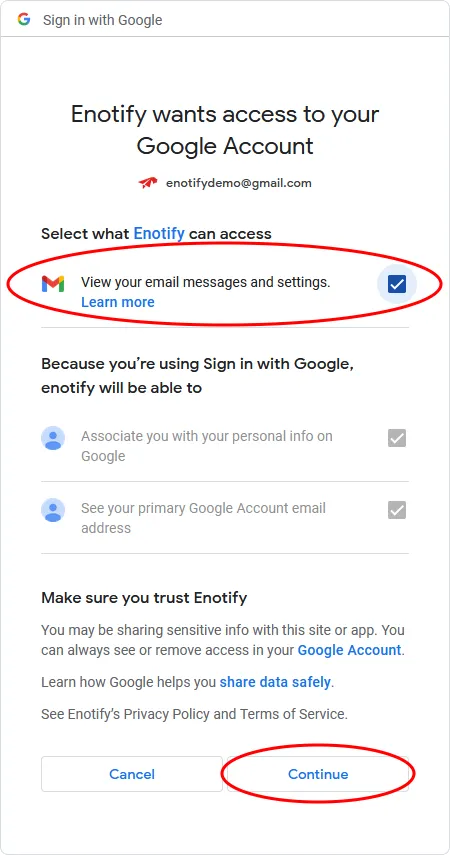 Sign in with Google
Enotify wants access to your
Google Account
enotifydemo@gmail.com
Select what Enotify can access
View your email messages and settings.
Learn more
Because you’re using Sign in with Google,
enotify will be able to
Associate you with your personal info on
Google
See your primary Google Account email
address
Make sure you trust Enotify
You may be sharing sensitive info with this site or app. You
can always see or remove access in your Google Account.
Learn how Google helps you share data safely.
See Enotify’s Privacy Policy and Terms of Service.
Cancel
Continue